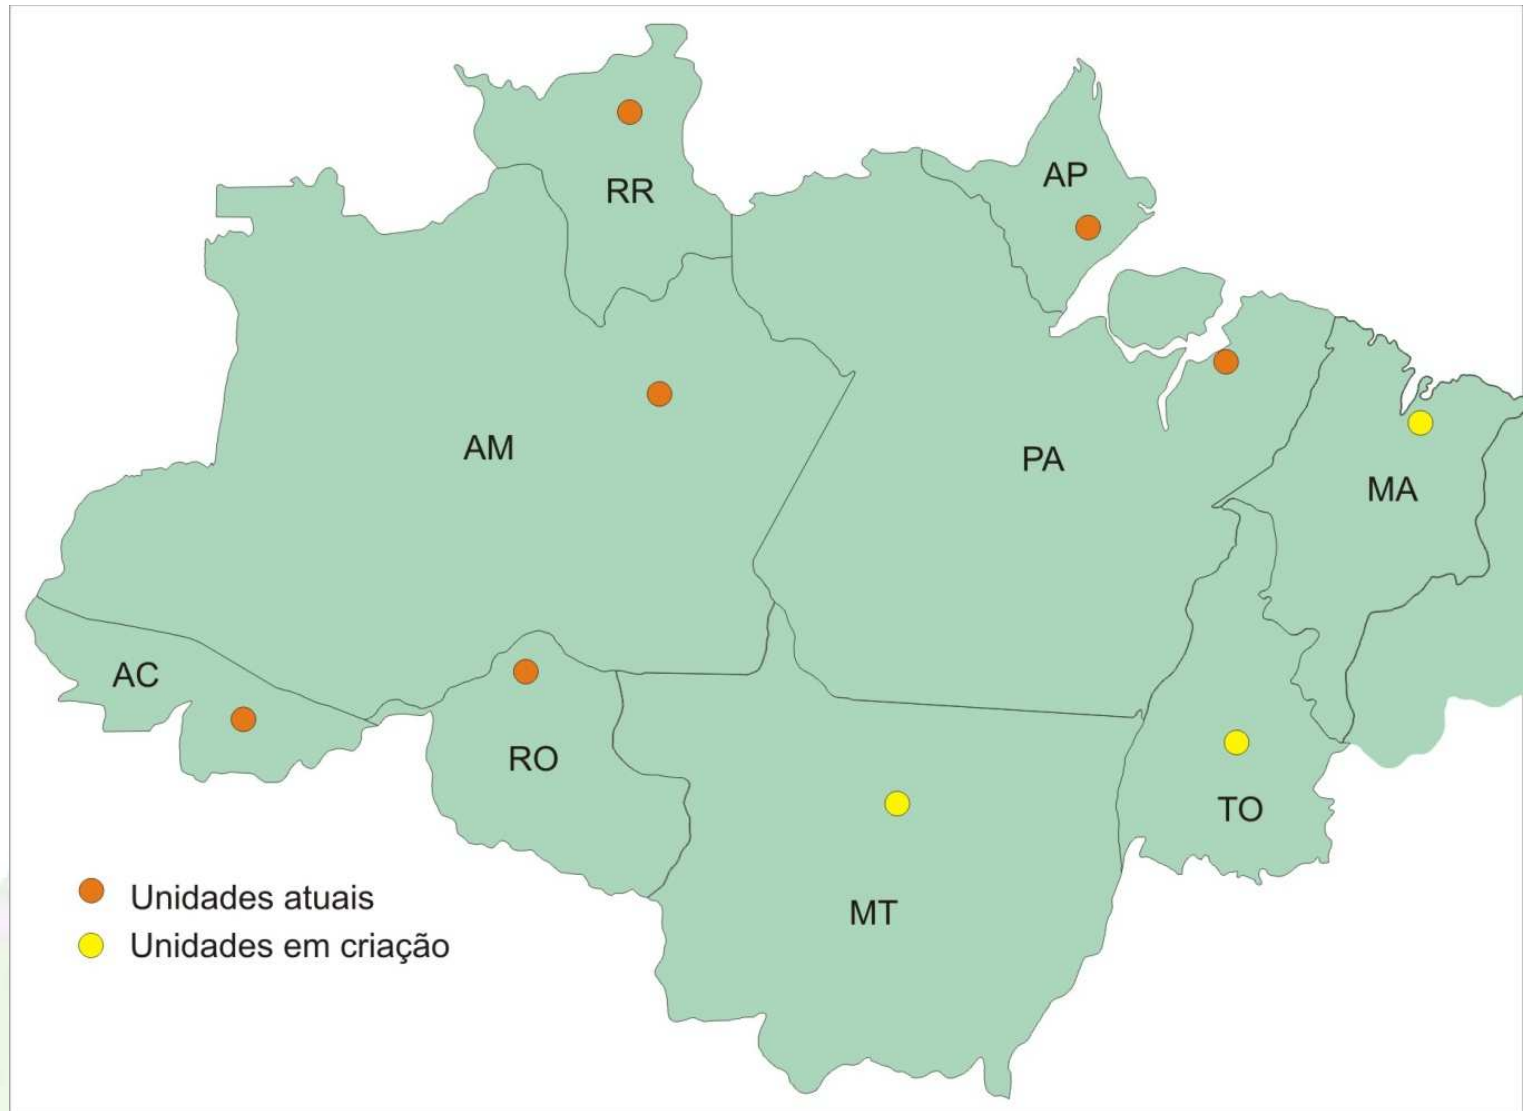 AP
RR
AM
PA
MA
AC
RO
TO
MT
Unidades atuais
Unidades em criação